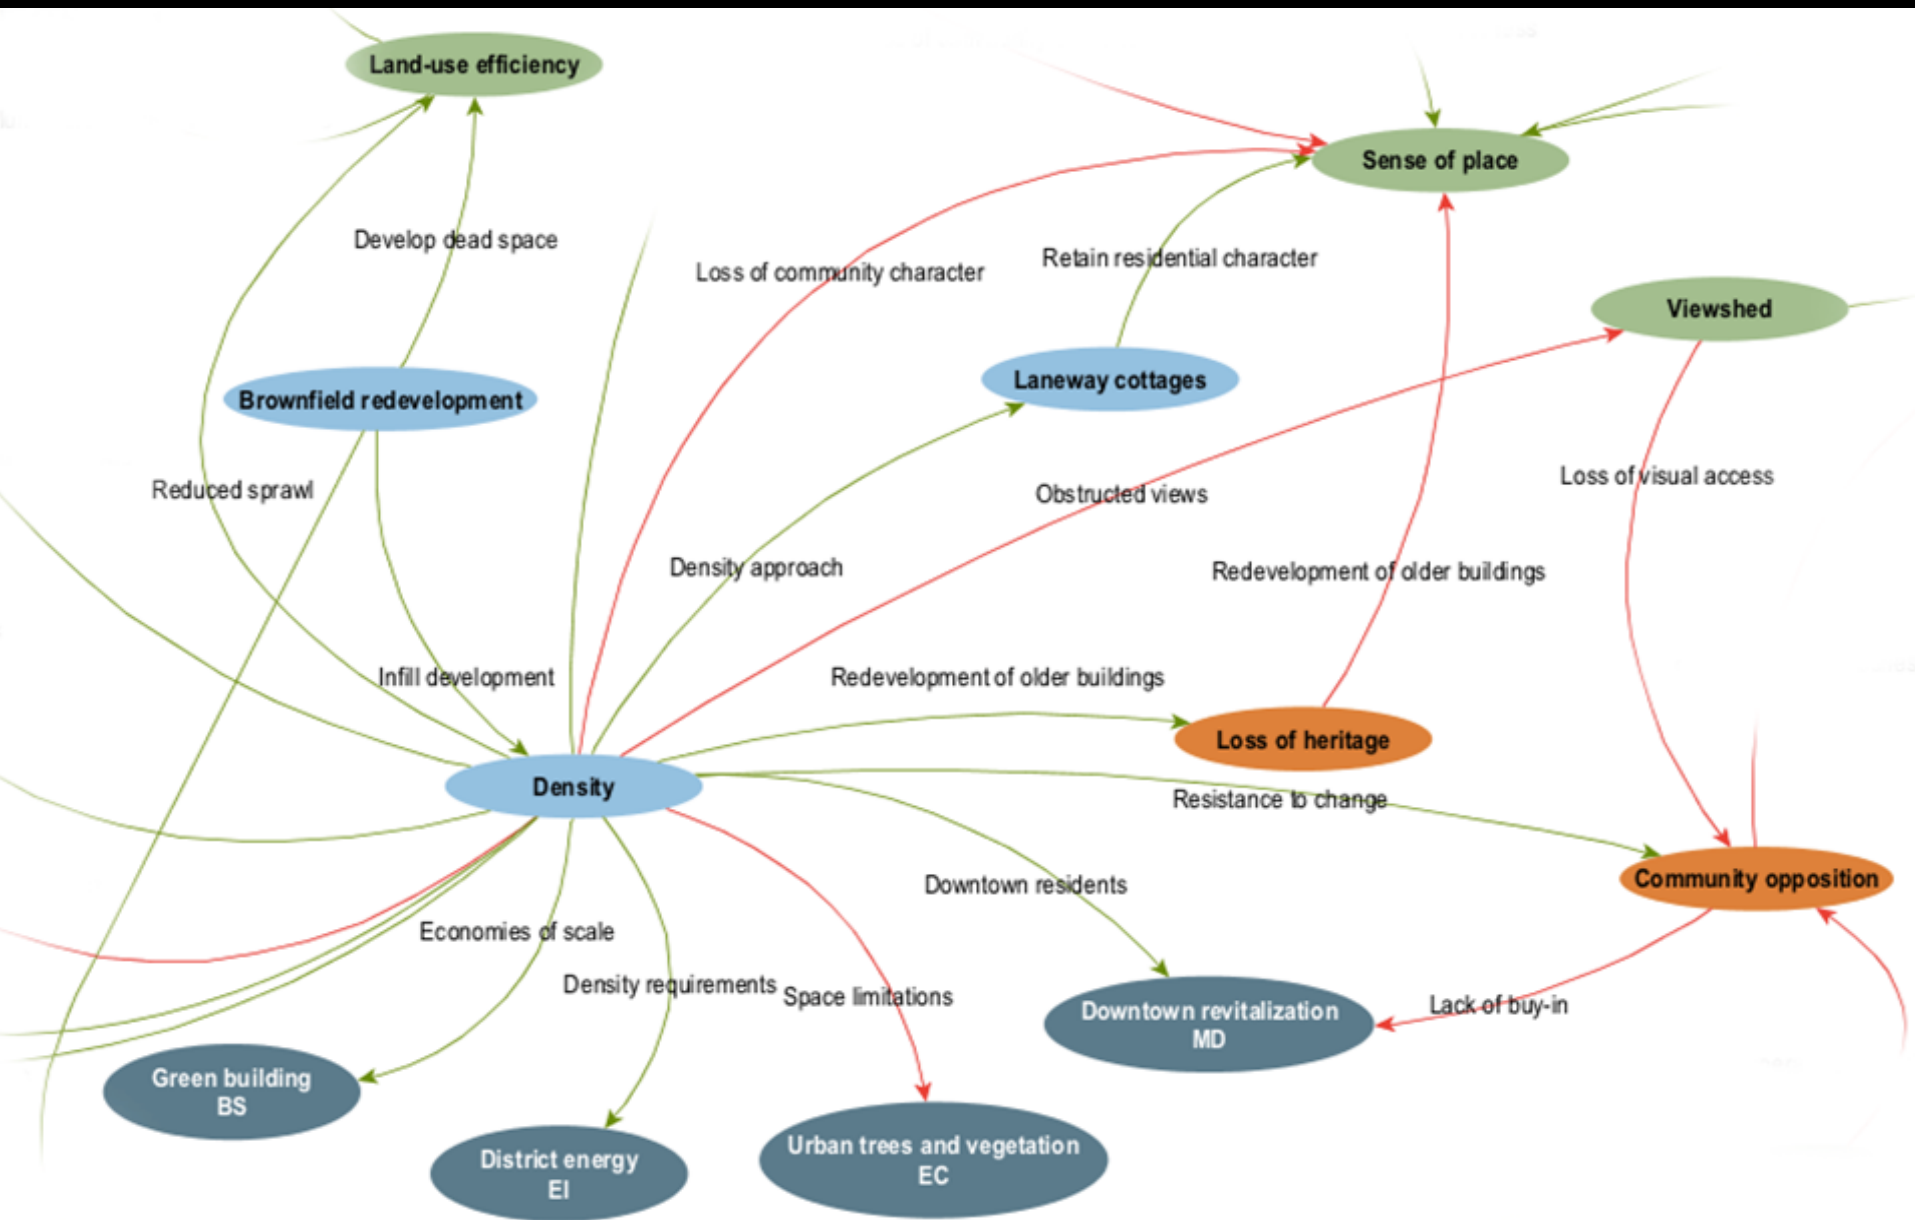 Land-use efficiency
Sense of place
Develop dead space
Loss of community character
Retain residential character
Viewshed
Brownfield redevelopment
Laneway cottages
Reduced sprawl
Obstructed views
Loss of visual access
Density approach
Redevelopment of older buildings
Infill development
Redevelopment of older buildings
Loss of heritage
Density
Resistance to change
Downtown residents
Community opposition
Economies of scale
Density requirements
Space limitations
Lack of buy-in
Downtown revitalization
MD
Green building
BS
Urban trees and vegetation
EC
District energy
EI